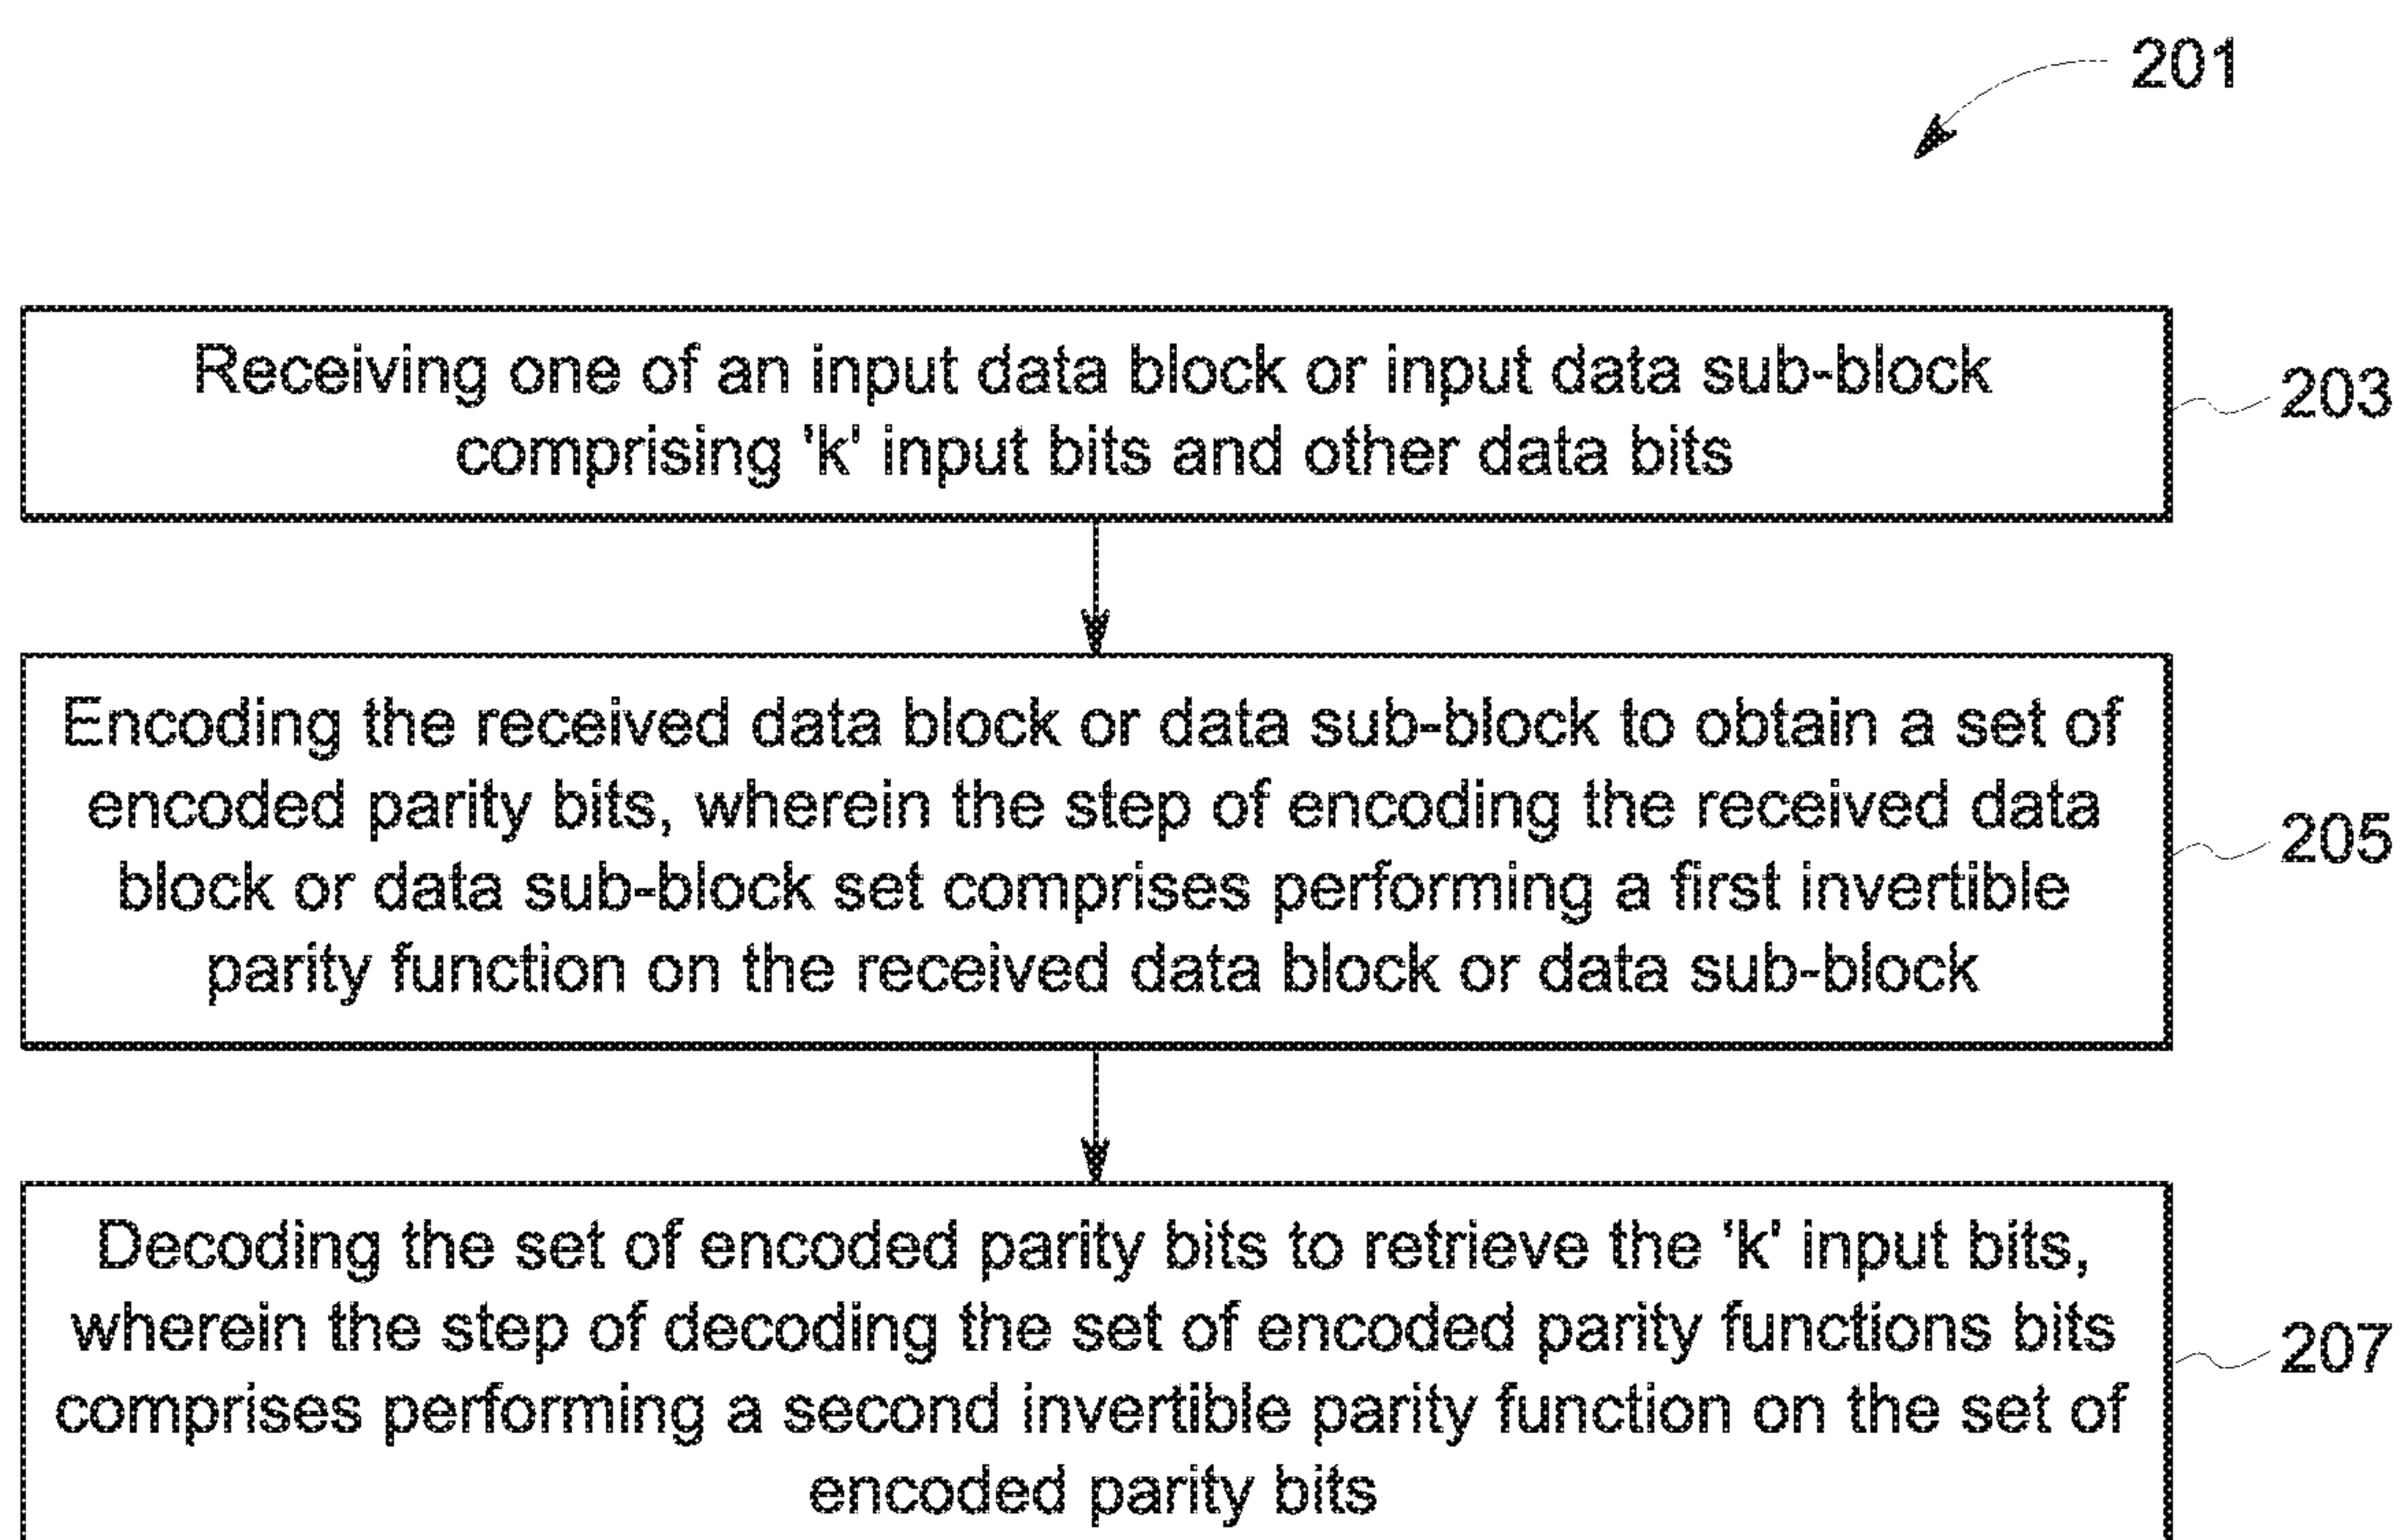 201
Receiving one of an input data block or input data sub-block
comprising 'k' input bits and other data bits
203
Encoding the received data block or data sub-block to obtain a set of
encoded parity bits, wherein the step of encoding the received data
block or data sub-block set comprises performing a first invertible
parity function on the received data block or data sub-block
205
Decoding the set of encoded parity bits to retrieve the 'k' input bits,
wherein the step of decoding the set of encoded parity functions bits
comprises performing a second invertible parity function on the set of
encoded parity bits
207